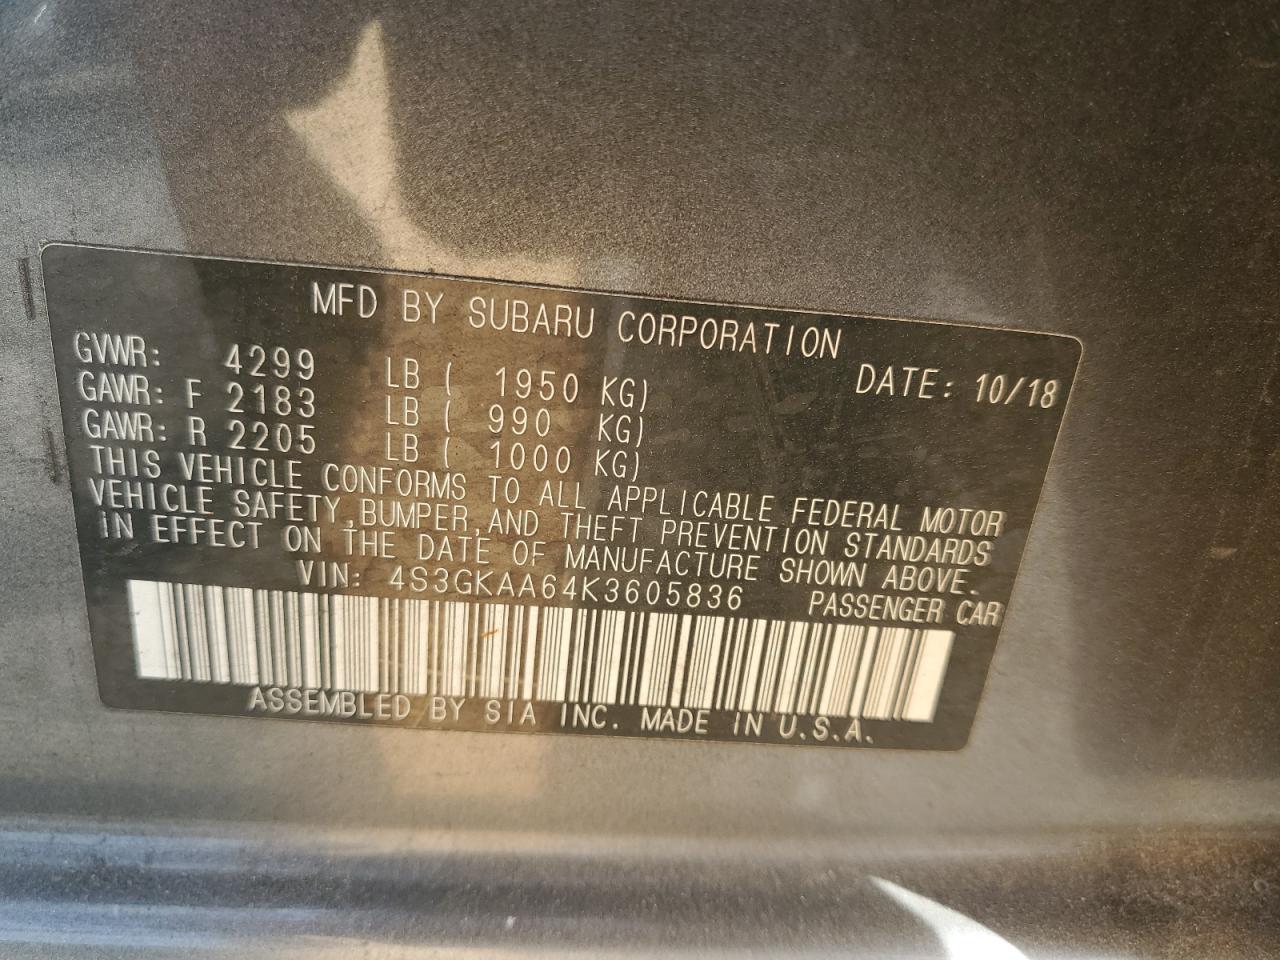 MFD BY SUBARU CORPORATION
GVWR: 4299 LB ( 1950 KG) DATE: 10/18
GAWR: F 2183 LB ( 990 KG)
GAWR: R 2205 LB ( 1000 KG)
THIS VEHICLE CONFORMS TO ALL APPLICABLE FEDERAL MOTOR
VEHICLE SAFETY,BUMPER,AND THEFT PREVENTION STANDARDS
IN EFFECT ON THE DATE OF MANUFACTURE SHOWN ABOVE.
VIN: 4S3GKAA64K3605836 PASSENGER CAR
ASSEMBLED BY SIA INC. MADE IN U.S.A.